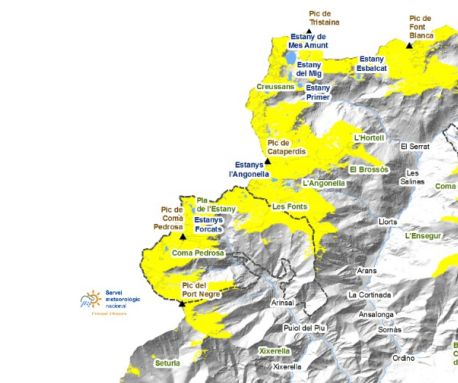 Pic de
Tristaina
Pic de
Font
Blanca
Estany de
Mes Amunt
Estany
del Mig
Estany
Esbalcat
Creussans
Estany
Primer
L'Hortell
Pic de
Cataperdís
El Serrat
Estanys
l'Angonella
El Brossós
Les
Salines
L'Angonella
Coma
Pla
de l'Estany
Les Fonts
Pic de
Coma
Pedrosa
Estanys
Forcats
Llorts
L'Ensegur
Coma Pedrosa
Arans
Pic del
Port Negre
La Cortinada
Servei
meteorològic
nacional
Arinsal
Ansalonga
Puiol del Piu
Sornàs
Xixerella
Ordino
Seturia
Xixerella